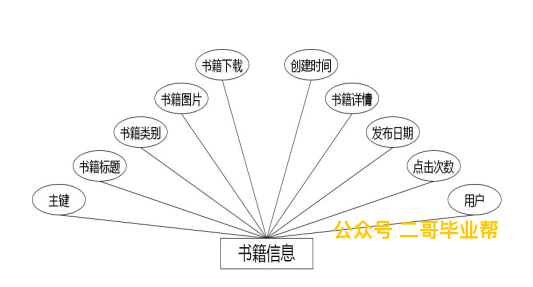 书籍下载
创建时间
书籍图片
书籍详情
书籍类别
发布日期
书籍标题
点击次数
主键
用户
公众号 二哥毕业帮
书籍信息